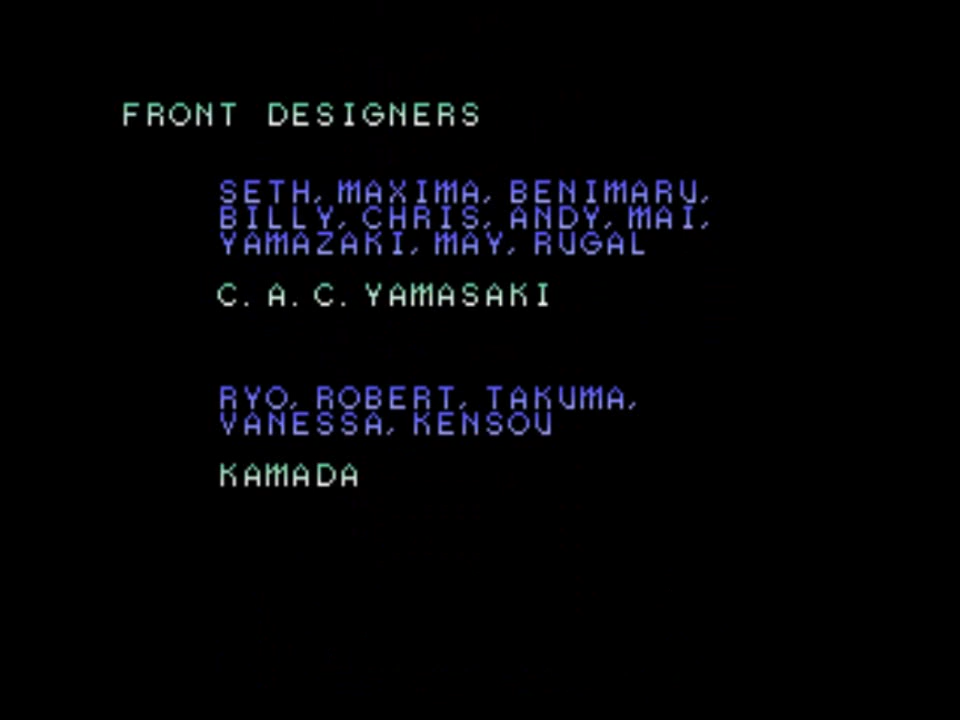 FRONT DESIGNERS
SETH, MAXIMA, BENIMARU,
BILLY, CHRIS, ANDY, MAI,
YAMAZAKI, MAY, RUGAL
C. A. C. YAMASAKI
RYO, ROBERT, TAKUMA,
VANESSA, KENSOU
KAMADA